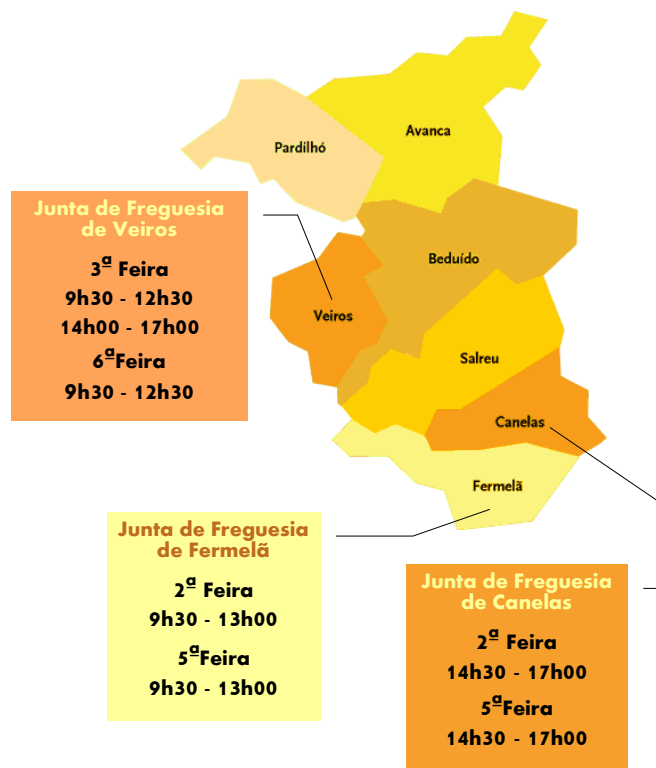 Avanca
Pardilhó
Beduído
Veiros
Salreu
Canelas
Fermelã
Junta de Freguesia
de Veiros
3ª Feira
9h30 - 12h30
14h00 - 17h00
6ªFeira
9h30 - 12h30
Junta de Freguesia
de Fermelã
2ª Feira
9h30 - 13h00
5ªFeira
9h30 - 13h00
Junta de Freguesia
de Canelas
2ª Feira
14h30 - 17h00
5ªFeira
14h30 - 17h00